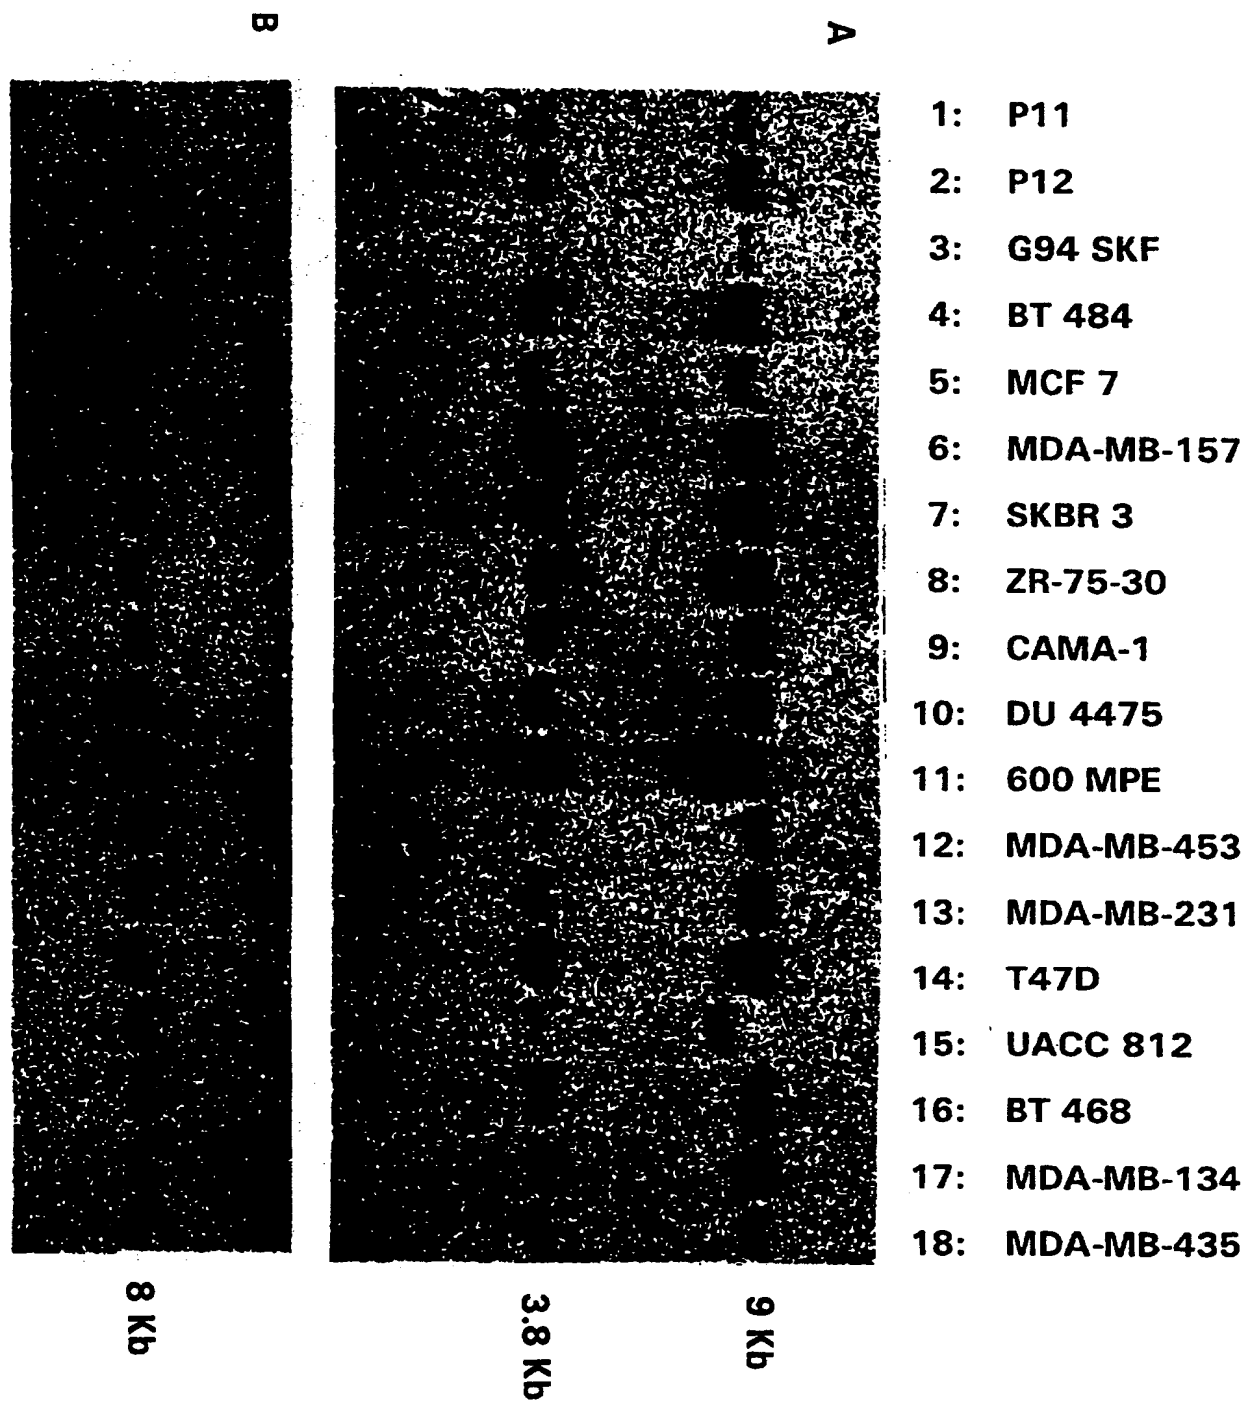 B
A
1: P11
2: P12
3: G94 SKF
4: BT 484
5: MCF 7
6: MDA-MB-157
7: SKBR 3
8: ZR-75-30
9: CAMA-1
10: DU 4475
11: 600 MPE
12: MDA-MB-453
13: MDA-MB-231
14: T47D
15: UACC 812
16: BT 468
17: MDA-MB-134
18: MDA-MB-435
8 Kb
3.8 Kb
9 Kb